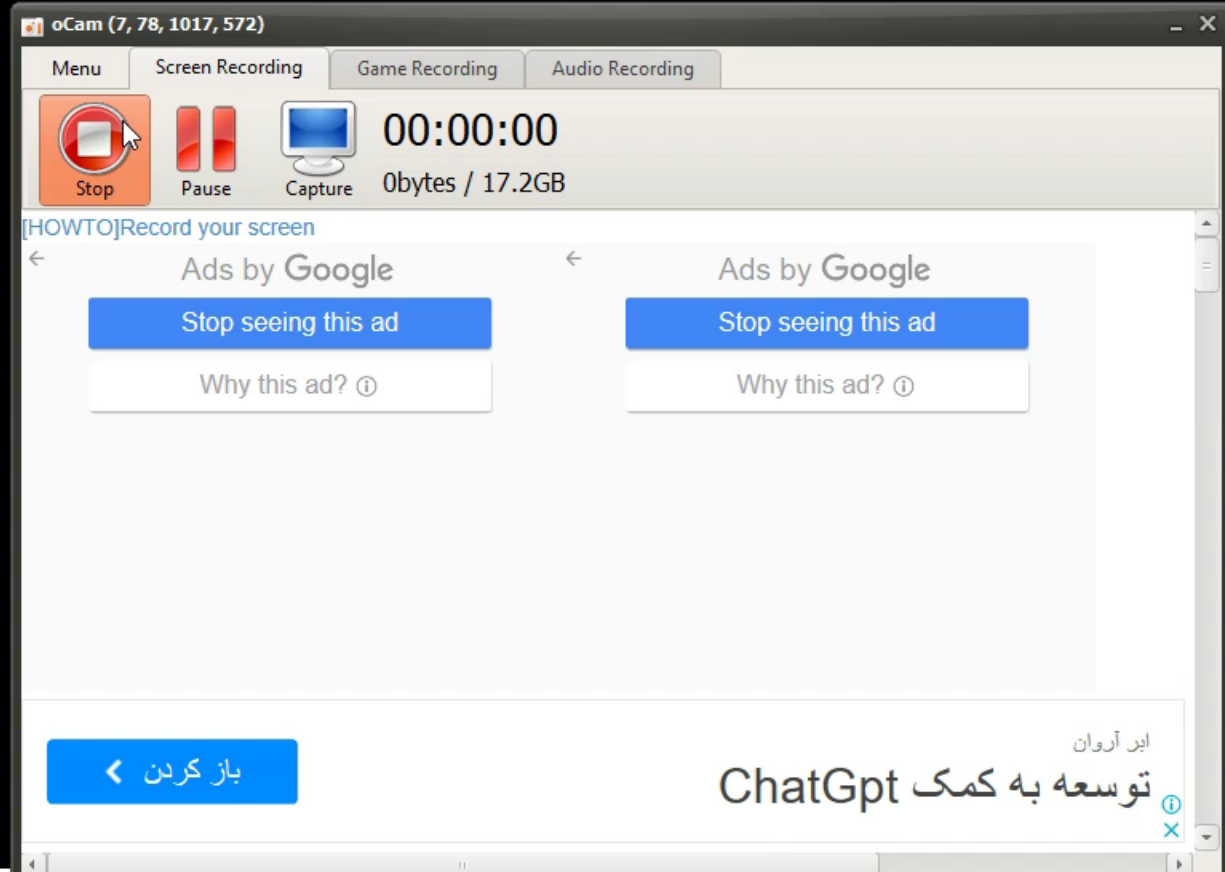 oCam (7, 78, 1017, 572)
Menu Screen Recording Game Recording Audio Recording
00:00:00
0bytes / 17.2GB
Stop Pause Capture
[HOWTO]Record your screen
Ads by Google
Stop seeing this ad
Why this ad?
Ads by Google
Stop seeing this ad
Why this ad?
ابر آروان
توسعه به کمک ChatGpt
باز کردن